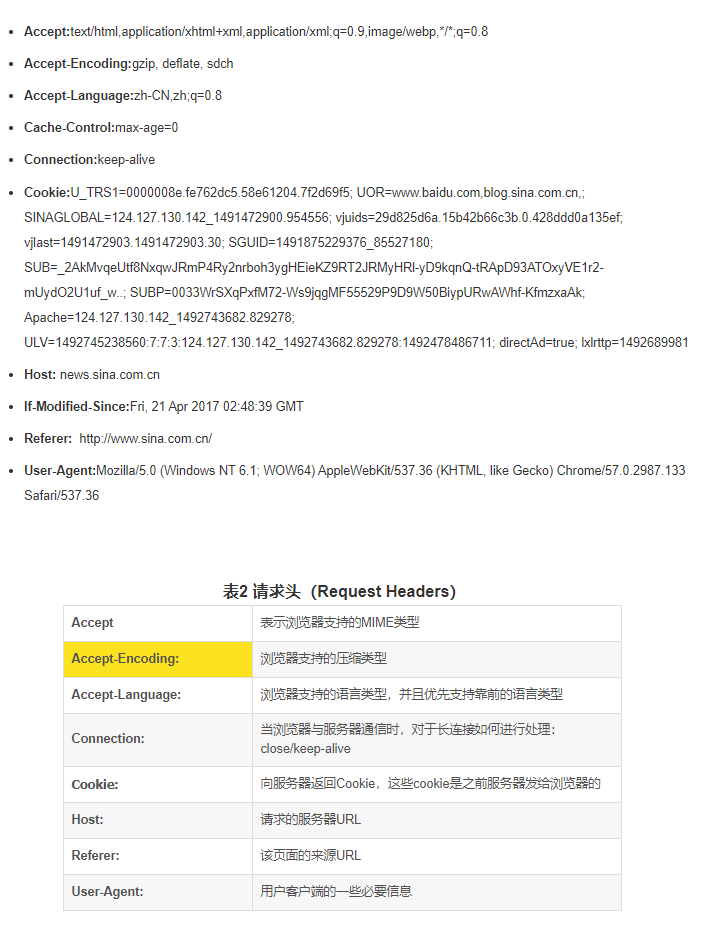 Accept:text/html,application/xhtml+xml,application/xml;q=0.9,image/webp,*/*;q=0.8
Accept-Encoding:gzip, deflate, sdch
Accept-Language:zh-CN,zh;q=0.8
Cache-Control:max-age=0
Connection:keep-alive
Cookie:U_TRS1=0000008e.fe762dc5.58e61204.7f2d69f5; UOR=www.baidu.com,blog.sina.com.cn,;
SINAGLOBAL=124.127.130.142_1491472900.954556; vjuids=29d825d6a.15b42b66c3b.0.428ddd0a135ef;
vjlast=1491472903.1491472903.30; SGUID=1491875229376_85527180;
SUB=_2AkMvqeUtf8NxqwJRmP4Ry2nrboh3ygHEieKZ9RT2JRMyHRl-yD9kqnQ-tRApD93ATOxyVE1r2-
mUydO2U1uf_w..; SUBP=0033WrSXqPxfM72-Ws9jqgMF55529P9D9W50BiypURwAWhf-KfmzxaAk;
Apache=124.127.130.142_1492743682.829278;
ULV=1492745238560:7:7:3:124.127.130.142_1492743682.829278:1492478486711; directAd=true; lxlrttp=1492689981
Host: news.sina.com.cn
If-Modified-Since:Fri, 21 Apr 2017 02:48:39 GMT
Referer: http://www.sina.com.cn/
User-Agent:Mozilla/5.0 (Windows NT 6.1; WOW64) AppleWebKit/537.36 (KHTML, like Gecko) Chrome/57.0.2987.133
Safari/537.36
表2 请求头（Request Headers）
Accept 表示浏览器支持的MIME类型
Accept-Encoding: 浏览器支持的压缩类型
Accept-Language: 浏览器支持的语言类型，并且优先支持靠前的语言类型
Connection: 当浏览器与服务器通信时，对于长连接如何进行处理：
close/keep-alive
Cookie: 向服务器返回Cookie，这些cookie是之前服务器发给浏览器的
Host: 请求的服务器URL
Referer: 该页面的来源URL
User-Agent: 用户客户端的一些必要信息